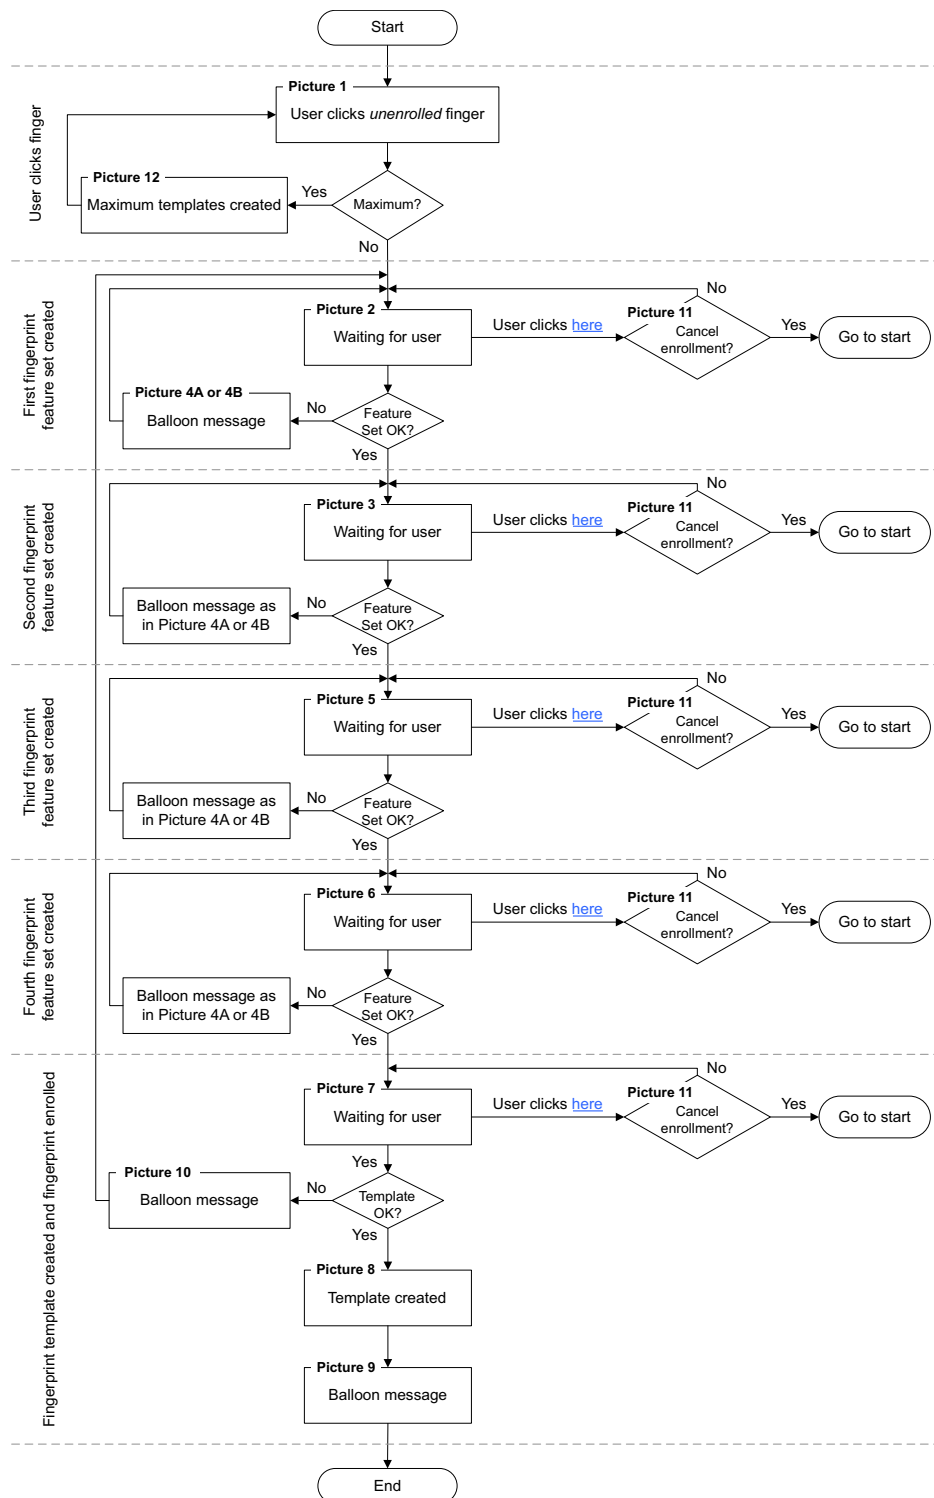 Start
User clicks finger
Picture 1
User clicks unenrolled finger
Picture 12
Maximum templates created
Yes
Maximum?
No
First fingerprint
feature set created
No
Picture 2
Waiting for user
User clicks here
Picture 11
Cancel
enrollment?
Yes
Go to start
Picture 4A or 4B
Balloon message
No
Feature
Set OK?
Yes
Second fingerprint
feature set created
No
Picture 3
Waiting for user
User clicks here
Picture 11
Cancel
enrollment?
Yes
Go to start
Balloon message as
in Picture 4A or 4B
No
Feature
Set OK?
Yes
Third fingerprint
feature set created
No
Picture 5
Waiting for user
User clicks here
Picture 11
Cancel
enrollment?
Yes
Go to start
Balloon message as
in Picture 4A or 4B
No
Feature
Set OK?
Yes
Fourth fingerprint
feature set created
No
Picture 6
Waiting for user
User clicks here
Picture 11
Cancel
enrollment?
Yes
Go to start
Balloon message as
in Picture 4A or 4B
No
Feature
Set OK?
Yes
Fingerprint template created and fingerprint enrolled
No
Picture 7
Waiting for user
User clicks here
Picture 11
Cancel
enrollment?
Yes
Go to start
Yes
Picture 10
Balloon message
No
Template
OK?
Yes
Picture 8
Template created
Picture 9
Balloon message
End